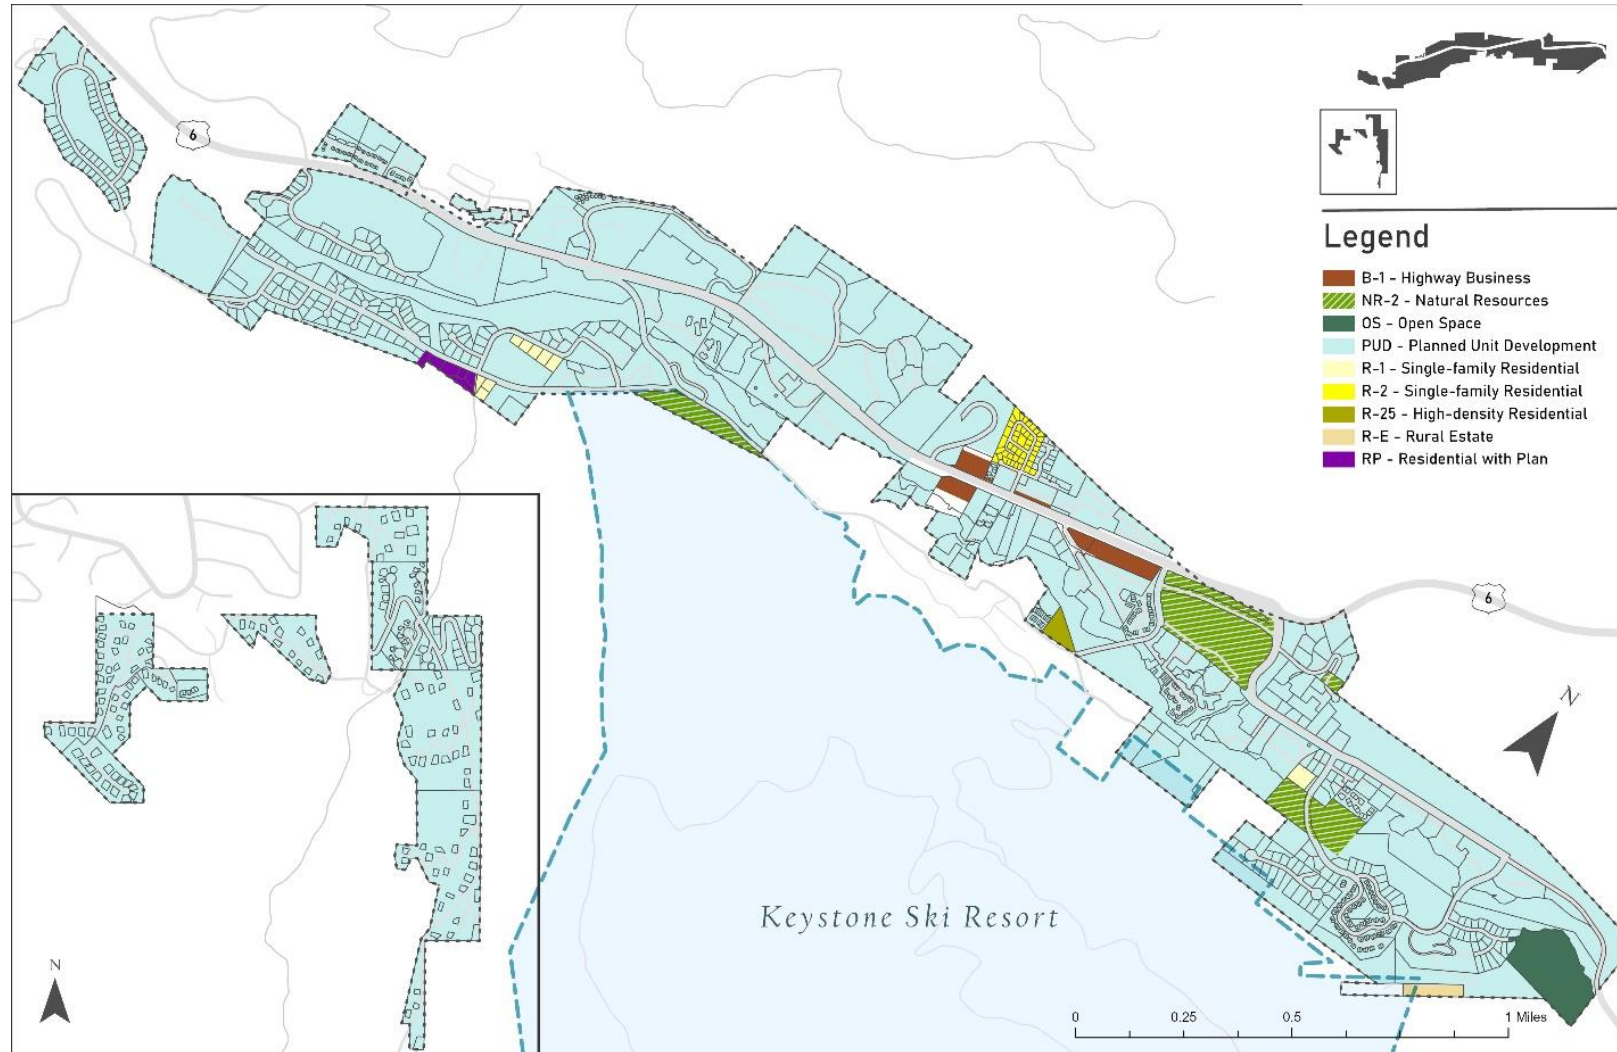 6
Legend
B-1 - Highway Business
NR-2 - Natural Resources
OS - Open Space
PUD - Planned Unit Development
R-1 - Single-family Residential
R-2 - Single-family Residential
R-25 - High-density Residential
R-E - Rural Estate
RP - Residential with Plan
6
N
Keystone Ski Resort
N
0 0.25 0.5 1 Miles